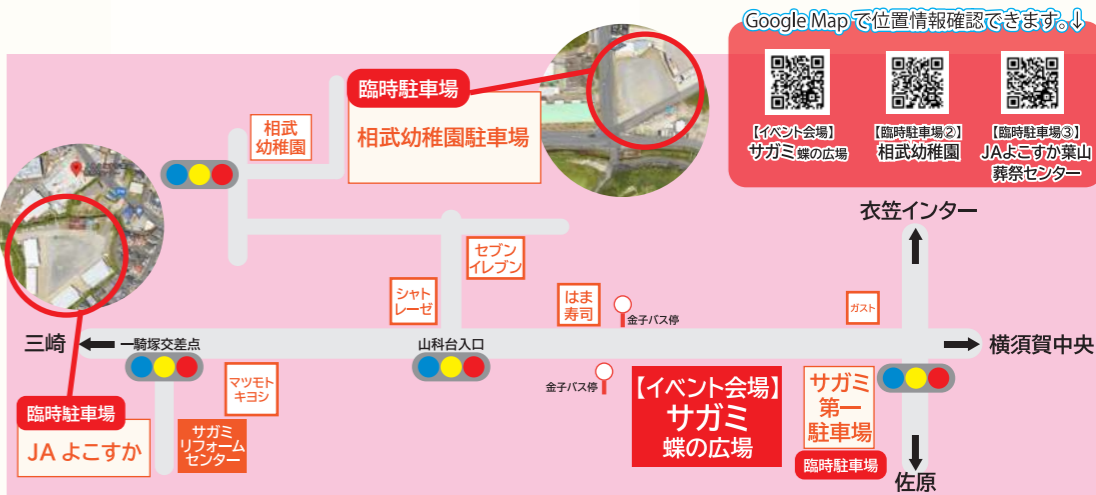 Google Map で位置情報確認できます。↓
【イベント会場】
サガミ 蝶の広場
【臨時駐車場②】
相武幼稚園
【臨時駐車場③】
JAよこすか葉山
葬祭センター
臨時駐車場
相武幼稚園駐車場
相武
幼稚園
衣笠インター
セブン
イレブン
シャト
レーゼ
はま
寿司
金子バス停
ガスト
三崎
一騎塚交差点
山科台入口
横須賀中央
マツモト
キヨシ
金子バス停
【イベント会場】
サガミ
蝶の広場
サガミ
第一
駐車場
臨時駐車場
臨時駐車場
JA よこすか
サガミ
リフォーム
センター
佐原